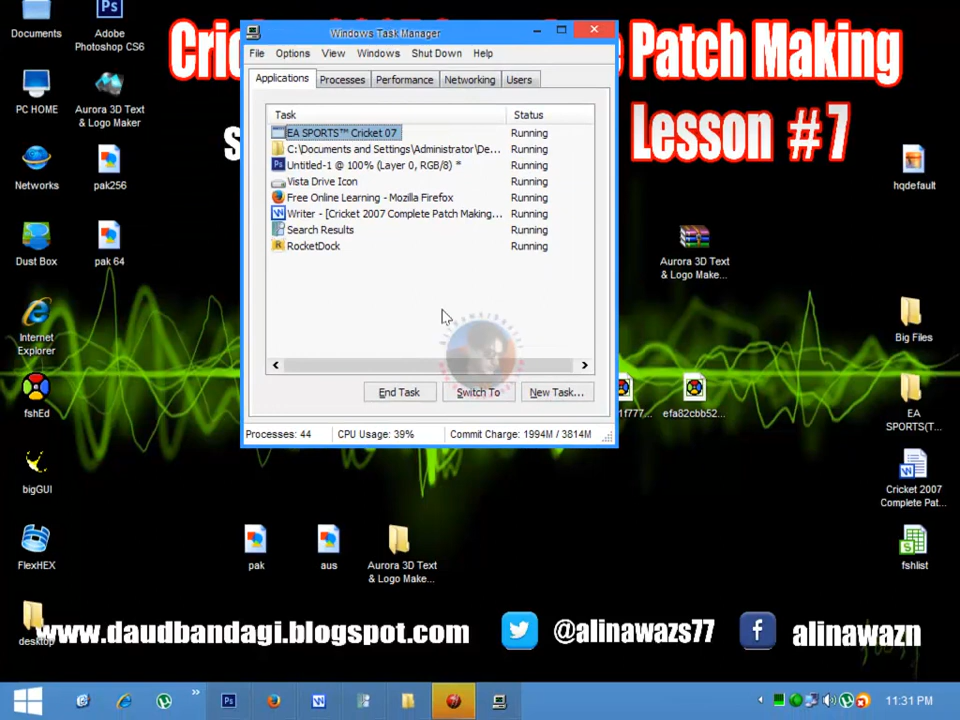 Documents
Adobe
Photoshop CS6
PC HOME
Aurora 3D Text
& Logo Maker
Networks
pak256
Dust Box
pak 64
Internet
Explorer
fshEd
bigGUI
FlexHEX
desktop
Patch Making
Lesson #7
Windows Task Manager
File Options View Windows Shut Down Help
Applications Processes Performance Networking Users
Task Status
EA SPORTS™ Cricket 07 Running
C:\Documents and Settings\Administrator\De... Running
Untitled-1 @ 100% (Layer 0, RGB/8) * Running
Vista Drive Icon Running
Free Online Learning - Mozilla Firefox Running
Writer - [Cricket 2007 Complete Patch Making... Running
Search Results Running
RocketDock Running
End Task Switch To New Task...
Processes: 44 CPU Usage: 39% Commit Charge: 1994M / 3814M
hqdefault
Aurora 3D Text
& Logo Make...
Big Files
efa82cbb52...
EA
SPORTS(T...
Cricket 2007
Complete Pat...
fshlist
pak
aus
Aurora 3D Text
& Logo Make...
www.daudbandagi.blogspot.com @alinawazs77 alinawazn
11:31 PM